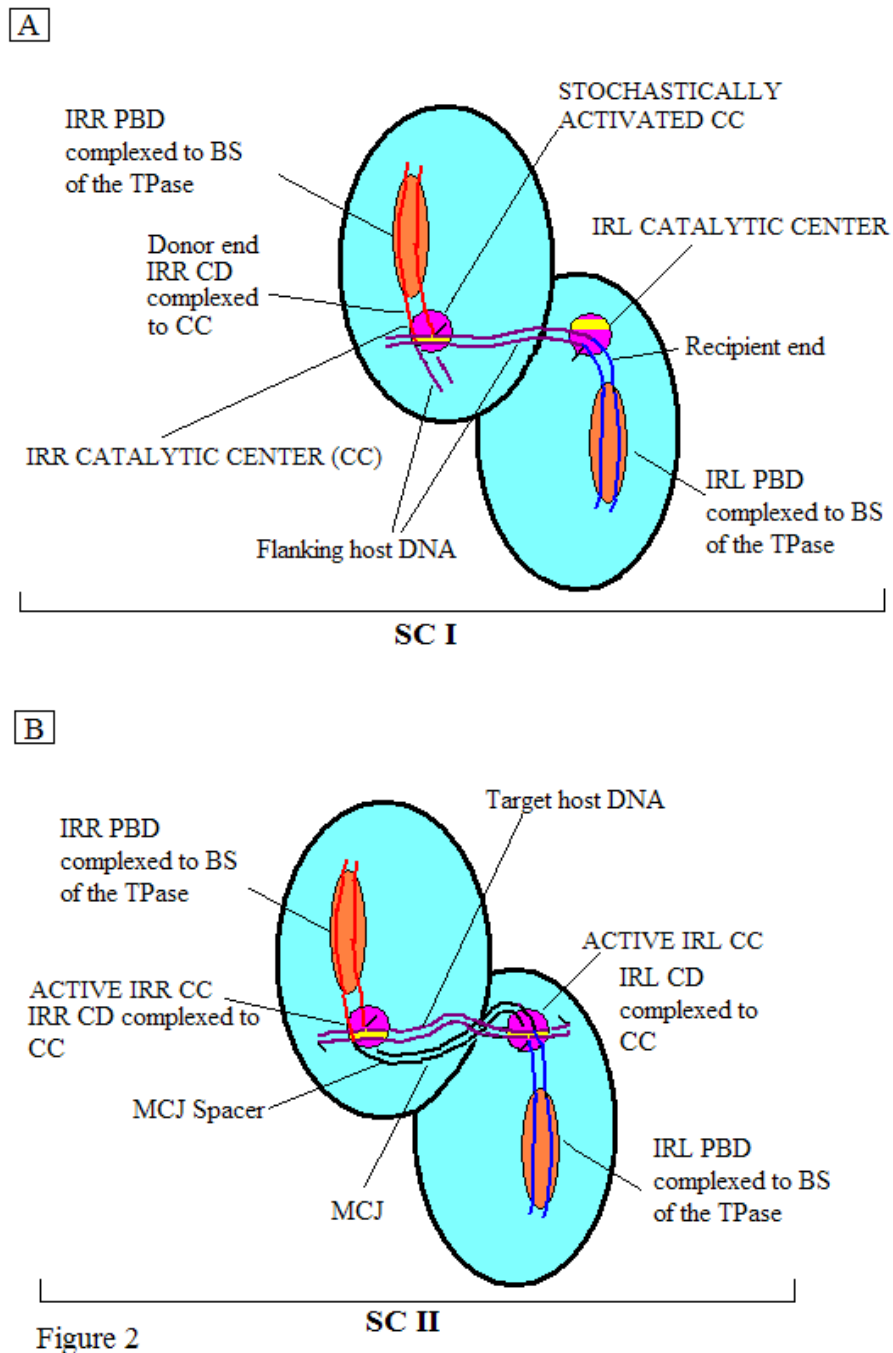 A
STOCHASTICALLY
ACTIVATED CC
IRR PBD
complexed to BS
of the TPase
IRL CATALYTIC CENTER
Donor end
IRR CD
complexed
to CC
Recipient end
IRR CATALYTIC CENTER (CC)
IRL PBD
complexed to BS
of the TPase
Flanking host DNA
SC I
B
Target host DNA
IRR PBD
complexed to BS
of the TPase
ACTIVE IRL CC
IRL CD
complexed to
CC
ACTIVE IRR CC
IRR CD complexed to
CC
MCJ Spacer
IRL PBD
complexed to BS
of the TPase
MCJ
SC II
Figure 2